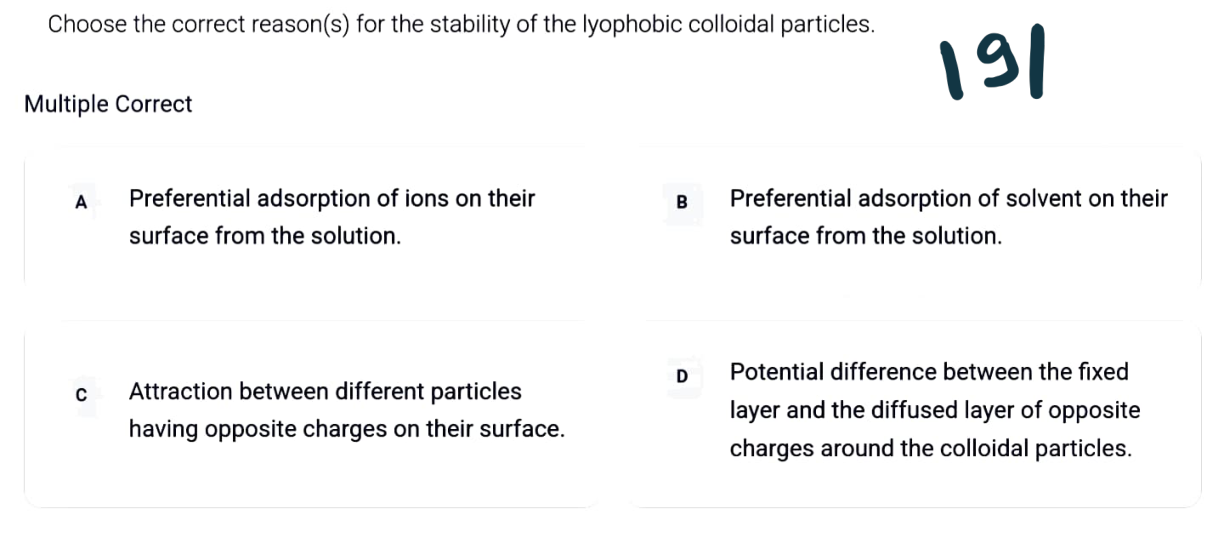 Choose the correct reason(s) for the stability of the lyophobic colloidal particles.
191
Multiple Correct
A Preferential adsorption of ions on their
surface from the solution.
B Preferential adsorption of solvent on their
surface from the solution.
C Attraction between different particles
having opposite charges on their surface.
D Potential difference between the fixed
layer and the diffused layer of opposite
charges around the colloidal particles.